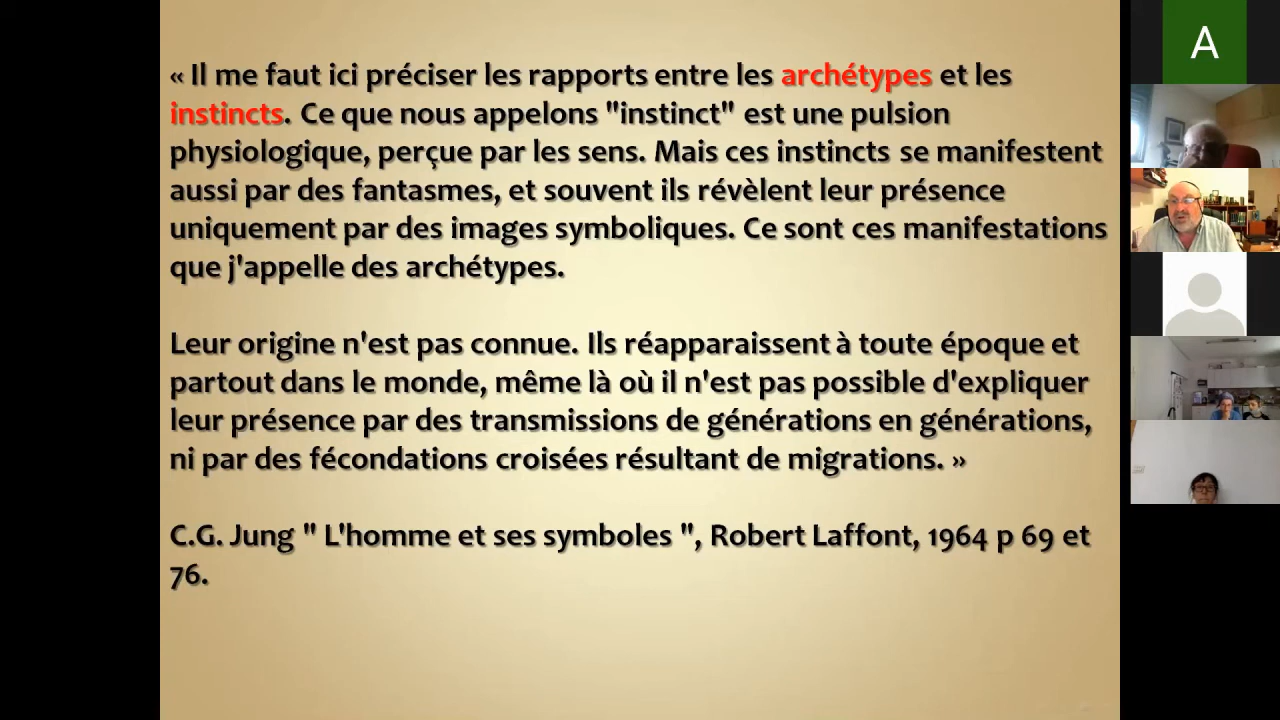 « Il me faut ici préciser les rapports entre les archétypes et les
instincts. Ce que nous appelons "instinct" est une pulsion
physiologique, perçue par les sens. Mais ces instincts se manifestent
aussi par des fantasmes, et souvent ils révèlent leur présence
uniquement par des images symboliques. Ce sont ces manifestations
que j'appelle des archétypes.
Leur origine n'est pas connue. Ils réapparaissent à toute époque et
partout dans le monde, même là où il n'est pas possible d'expliquer
leur présence par des transmissions de générations en générations,
ni par des fécondations croisées résultant de migrations. »
C.G. Jung " L'homme et ses symboles ", Robert Laffont, 1964 p 69 et
76.
A